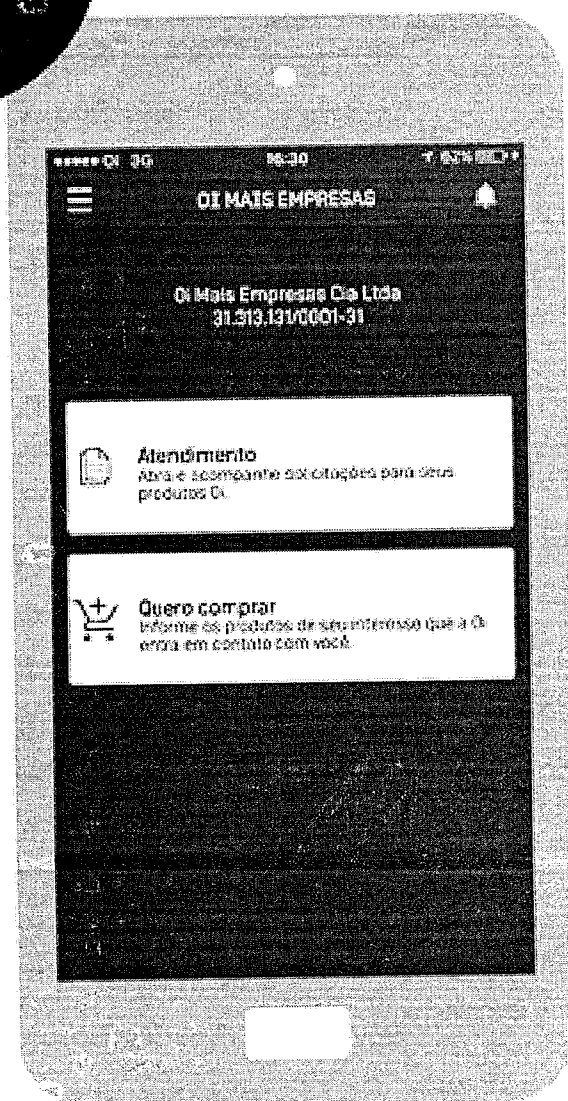 Oi 3G 16:30
OI MAIS EMPRESAS
Oi Mais Empresas Cia Ltda
31.313.131/0001-31
Atendimento
Abra e acompanhe solicitações para seus
produtos Oi.
Quero comprar
Informe os produtos de seu interesse que a Oi
entra em contato com você.